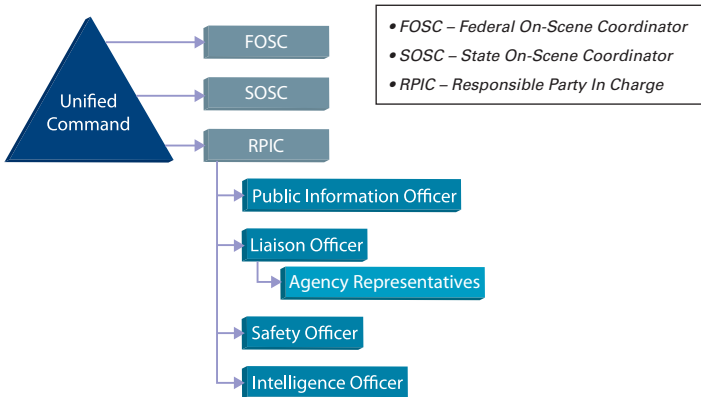 Unified
Command
FOSC
SOSC
RPIC
• FOSC – Federal On-Scene Coordinator
• SOSC – State On-Scene Coordinator
• RPIC – Responsible Party In Charge
Public Information Officer
Liaison Officer
Agency Representatives
Safety Officer
Intelligence Officer